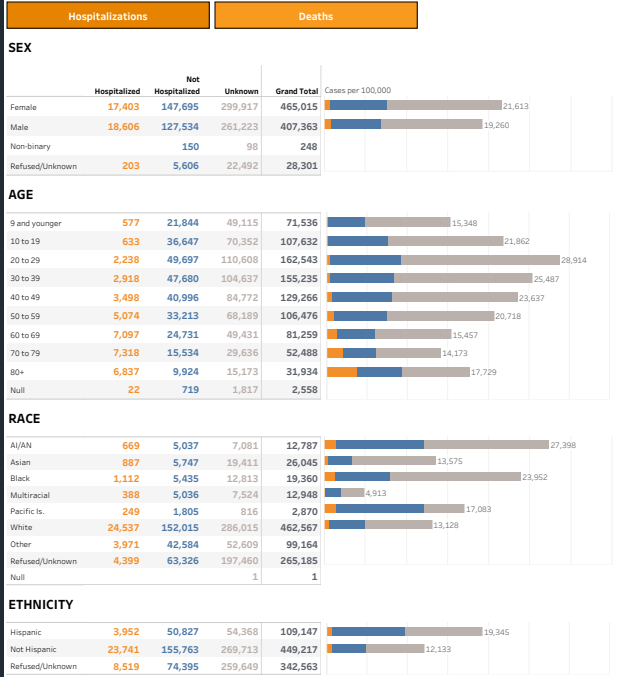 Hospitalizations Deaths
SEX
Hospitalized Not Hospitalized Unknown Grand Total Cases per 100,000
Female 17,403 147,695 299,917 465,015 21,613
Male 18,606 127,534 261,223 407,363 19,260
Non-binary 150 98 248
Refused/Unknown 203 5,606 22,492 28,301
AGE
9 and younger 577 21,844 49,115 71,536 15,348
10 to 19 633 36,647 70,352 107,632 21,862
20 to 29 2,238 49,697 110,608 162,543 28,914
30 to 39 2,918 47,680 104,637 155,235 25,487
40 to 49 3,498 40,996 84,772 129,266 23,637
50 to 59 5,074 33,213 68,189 106,476 20,718
60 to 69 7,097 24,731 49,431 81,259 15,457
70 to 79 7,318 15,534 29,636 52,488 14,173
80+ 6,837 9,924 15,173 31,934 17,729
Null 22 719 1,817 2,558
RACE
AI/AN 669 5,037 7,081 12,787 27,398
Asian 887 5,747 19,411 26,045 13,575
Black 1,112 5,435 12,813 19,360 23,952
Multiracial 388 5,036 7,524 12,948 4,913
Pacific Is. 249 1,805 816 2,870 17,083
White 24,537 152,015 286,015 462,567 13,128
Other 3,971 42,584 52,609 99,164
Refused/Unknown 4,399 63,326 197,460 265,185
Null 1 1
ETHNICITY
Hispanic 3,952 50,827 54,368 109,147 19,345
Not Hispanic 23,741 155,763 269,713 449,217 12,133
Refused/Unknown 8,519 74,395 259,649 342,563